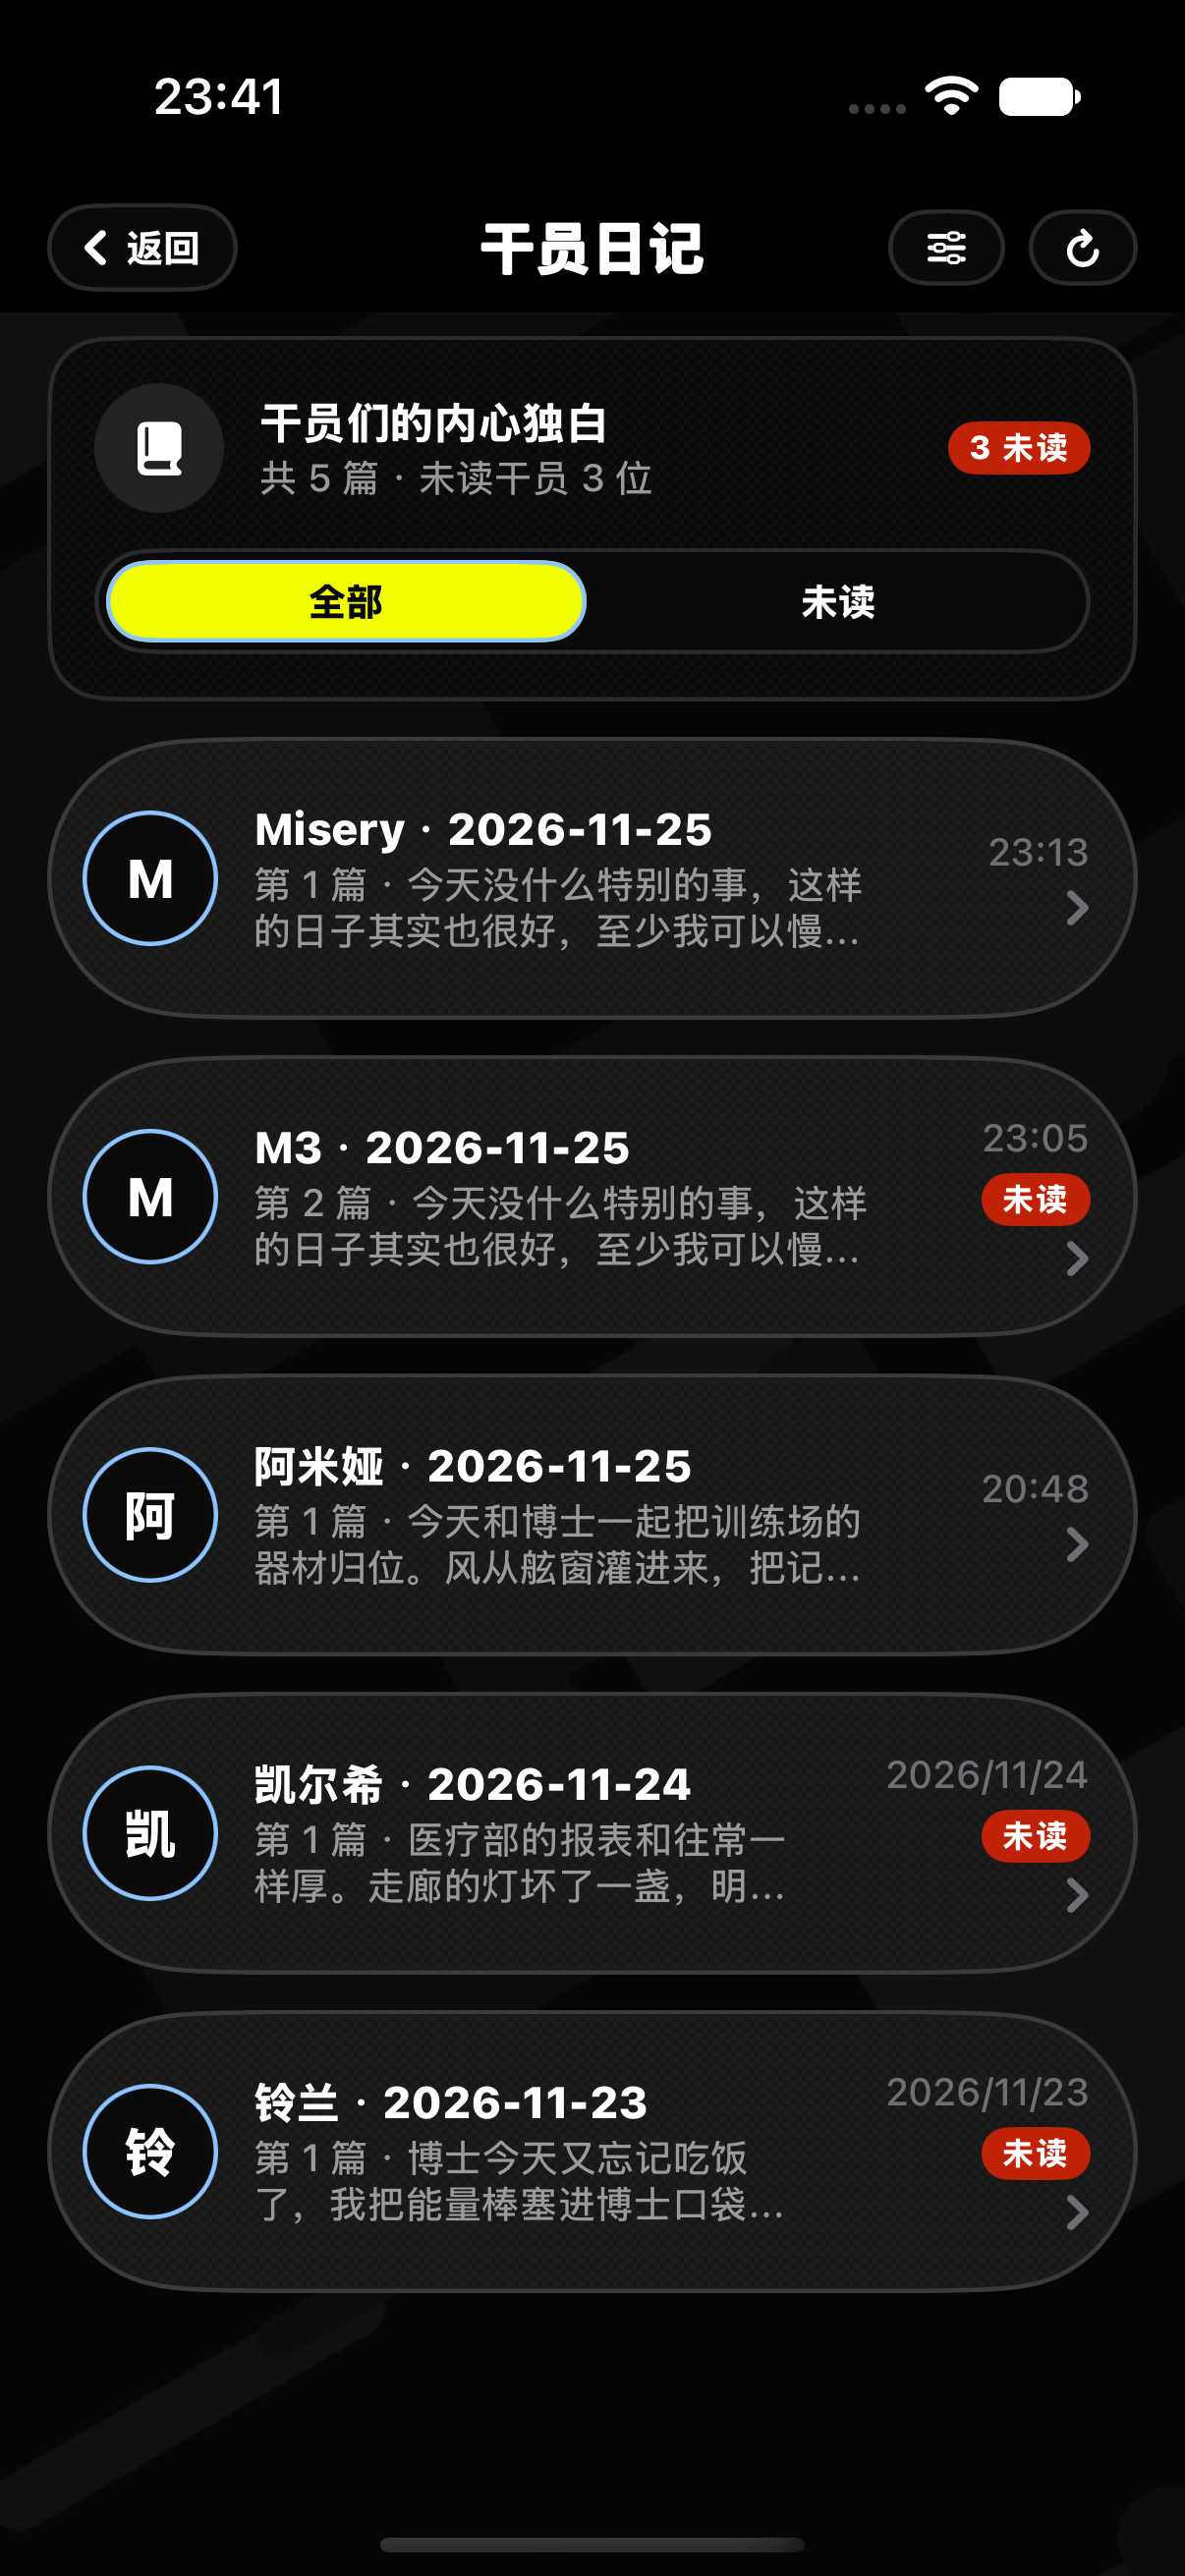 23:41
返回
干员日记
干员们的内心独白
共 5 篇 · 未读干员 3 位
3 未读
全部
未读
M
Misery · 2026-11-25
第 1 篇 · 今天没什么特别的事，这样
的日子其实也很好，至少我可以慢...
23:13
M
M3 · 2026-11-25
第 2 篇 · 今天没什么特别的事，这样
的日子其实也很好，至少我可以慢...
23:05
未读
阿
阿米娅 · 2026-11-25
第 1 篇 · 今天和博士一起把训练场的
器材归位。风从舷窗灌进来，把记...
20:48
凯
凯尔希 · 2026-11-24
第 1 篇 · 医疗部的报表和往常一
样厚。走廊的灯坏了一盏，明...
2026/11/24
未读
铃
铃兰 · 2026-11-23
第 1 篇 · 博士今天又忘记吃饭
了，我把能量棒塞进博士口袋...
2026/11/23
未读